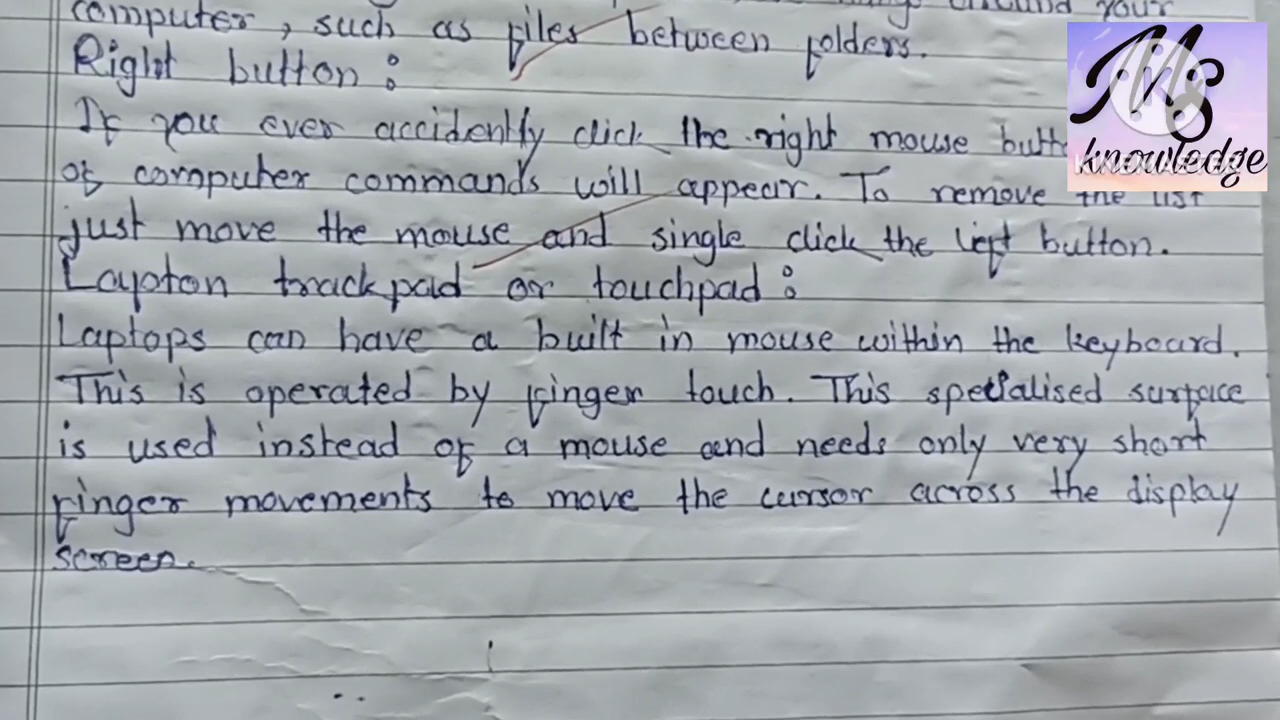 computer, such as files between folders.
Right button:
If you ever accidently click the right mouse butto
of computer commands will appear. To remove the list
just move the mouse and single click the left button.
Laypton trackpad or touchpad:
Laptops can have a built in mouse within the keyboard.
This is operated by finger touch. This specialised surface
is used instead of a mouse and needs only very short
finger movements to move the cursor across the display
screen.
MS
knowledge